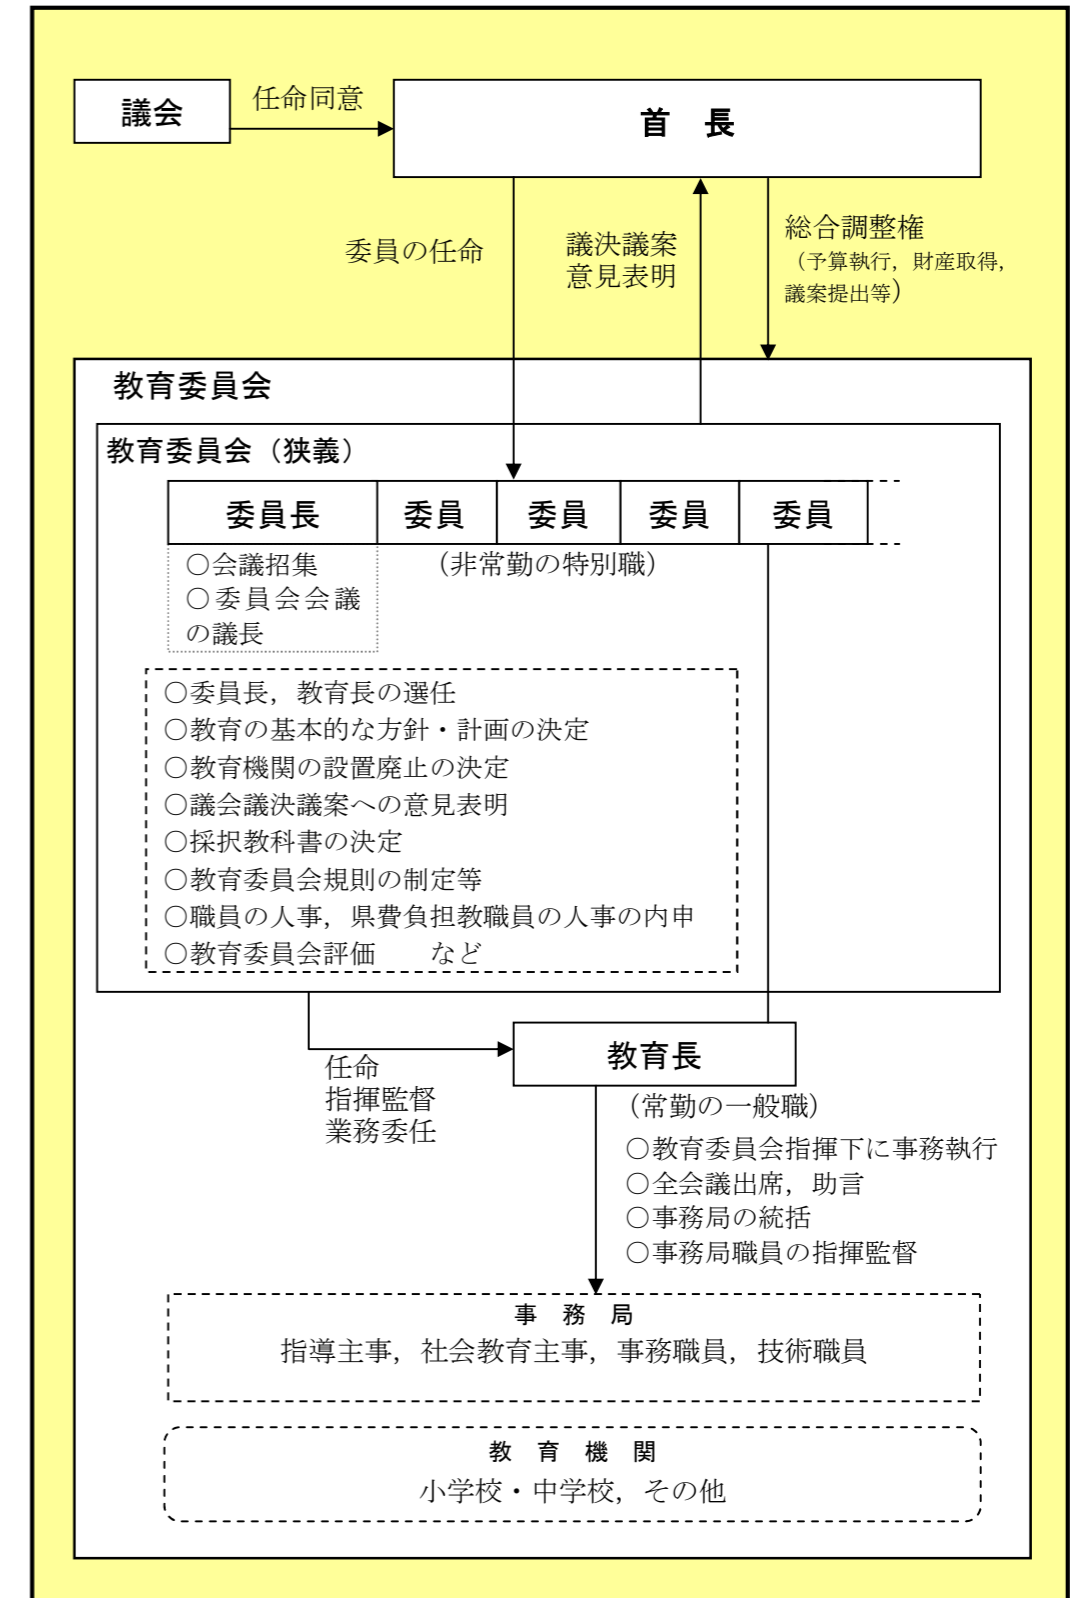 議会
任命同意
首　長
委員の任命
議決議案
意見表明
総合調整権
（予算執行，財産取得，
議案提出等）
教育委員会
教育委員会（狭義）
委員長
委員
委員
委員
委員
○会議招集
○委員会会議
の議長
（非常勤の特別職）
○委員長，教育長の選任
○教育の基本的な方針・計画の決定
○教育機関の設置廃止の決定
○議会議決議案への意見表明
○採択教科書の決定
○教育委員会規則の制定等
○職員の人事，県費負担教職員の人事の内申
○教育委員会評価　　など
教育長
任命
指揮監督
業務委任
（常勤の一般職）
○教育委員会指揮下に事務執行
○全会議出席，助言
○事務局の統括
○事務局職員の指揮監督
事　務　局
指導主事，社会教育主事，事務職員，技術職員
教　育　機　関
小学校・中学校，その他